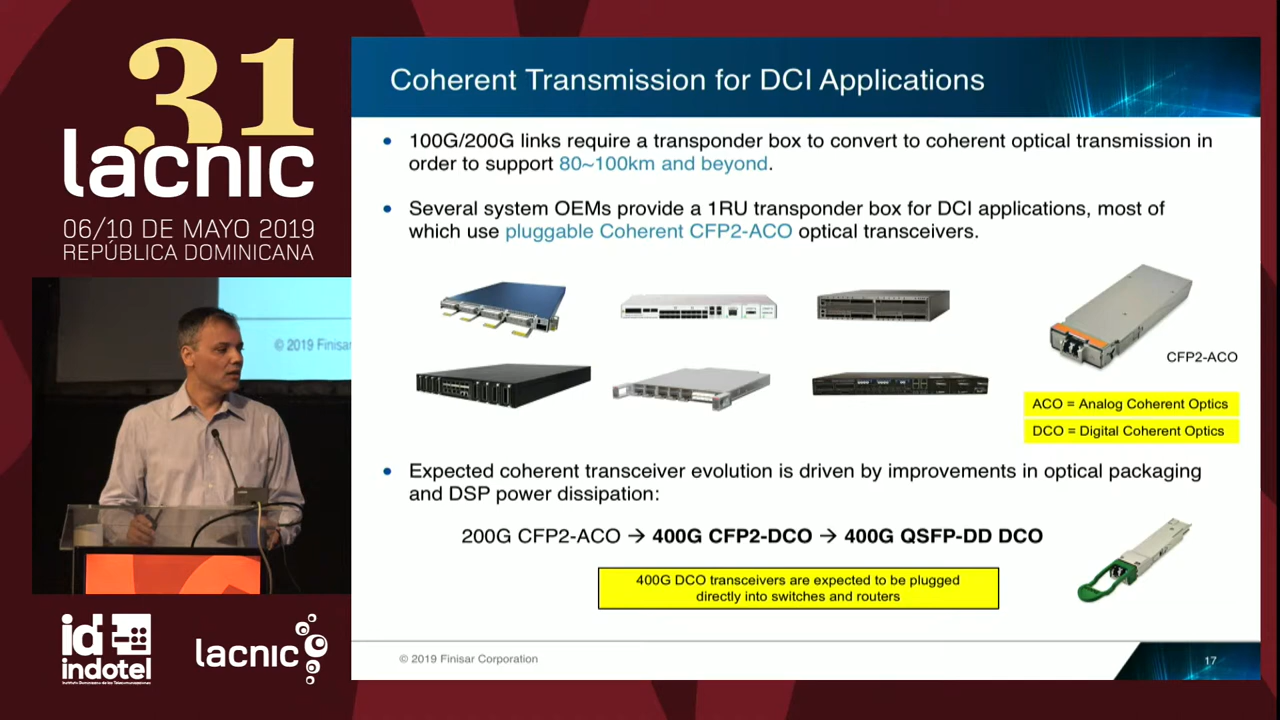 31
lacnic
06/10 DE MAYO 2019
REPÚBLICA DOMINICANA
© 2019 Finisar
id
indotel
Instituto Dominicano de las Telecomunicaciones
lacnic
Coherent Transmission for DCI Applications
• 100G/200G links require a transponder box to convert to coherent optical transmission in
order to support 80~100km and beyond.
• Several system OEMs provide a 1RU transponder box for DCI applications, most of
which use pluggable Coherent CFP2-ACO optical transceivers.
CFP2-ACO
ACO = Analog Coherent Optics
DCO = Digital Coherent Optics
• Expected coherent transceiver evolution is driven by improvements in optical packaging
and DSP power dissipation:
200G CFP2-ACO → 400G CFP2-DCO → 400G QSFP-DD DCO
400G DCO transceivers are expected to be plugged
directly into switches and routers
© 2019 Finisar Corporation
17